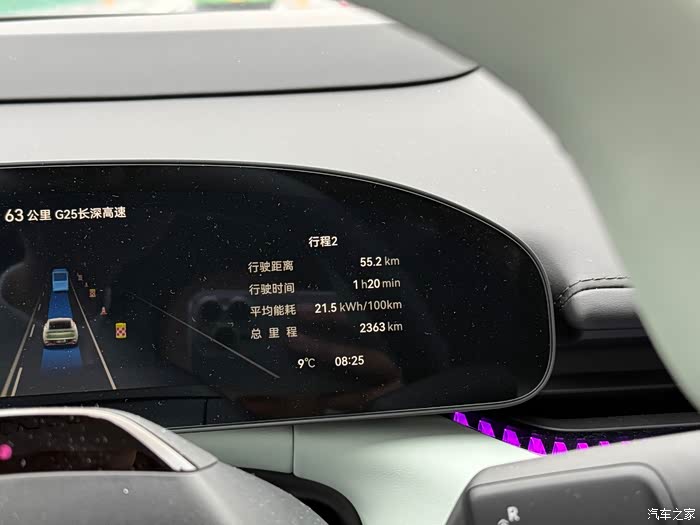 63 公里 G25长深高速
行程2
行驶距离 55.2 km
行驶时间 1 h20 min
平均能耗 21.5 kWh/100km
总里程 2363 km
9℃ 08:25
R
汽车之家